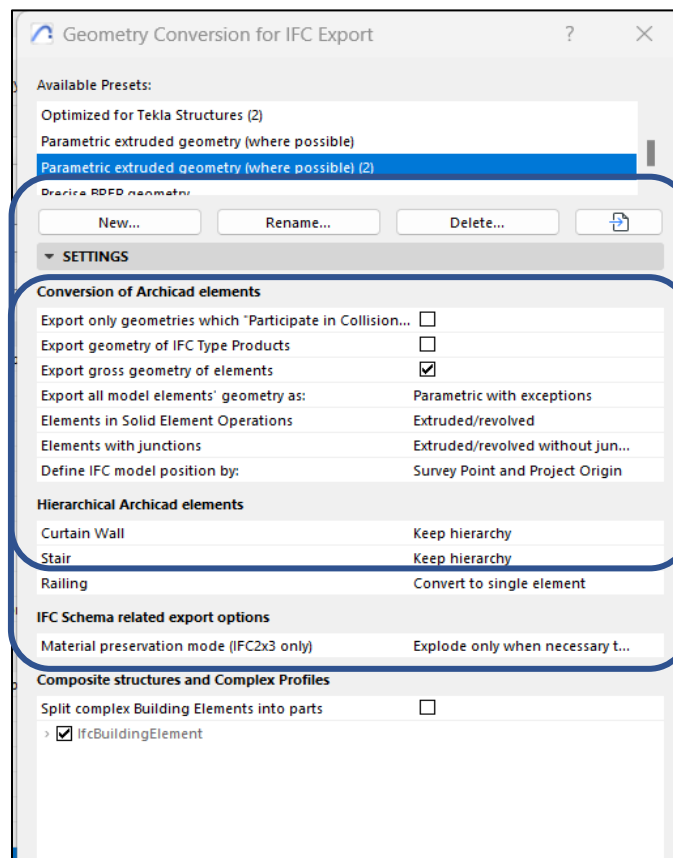 Geometry Conversion for IFC Export ?
Available Presets:
Optimized for Tekla Structures (2)
Parametric extruded geometry (where possible)
Parametric extruded geometry (where possible) (2)
Precise BREP geometry
New... Rename... Delete...
SETTINGS
Conversion of Archicad elements
Export only geometries which "Participate in Collision...
Export geometry of IFC Type Products
Export gross geometry of elements
Export all model elements' geometry as: Parametric with exceptions
Elements in Solid Element Operations Extruded/revolved
Elements with junctions Extruded/revolved without jun...
Define IFC model position by: Survey Point and Project Origin
Hierarchical Archicad elements
Curtain Wall Keep hierarchy
Stair Keep hierarchy
Railing Convert to single element
IFC Schema related export options
Material preservation mode (IFC2x3 only) Explode only when necessary t...
Composite structures and Complex Profiles
Split complex Building Elements into parts
IfcBuildingElement